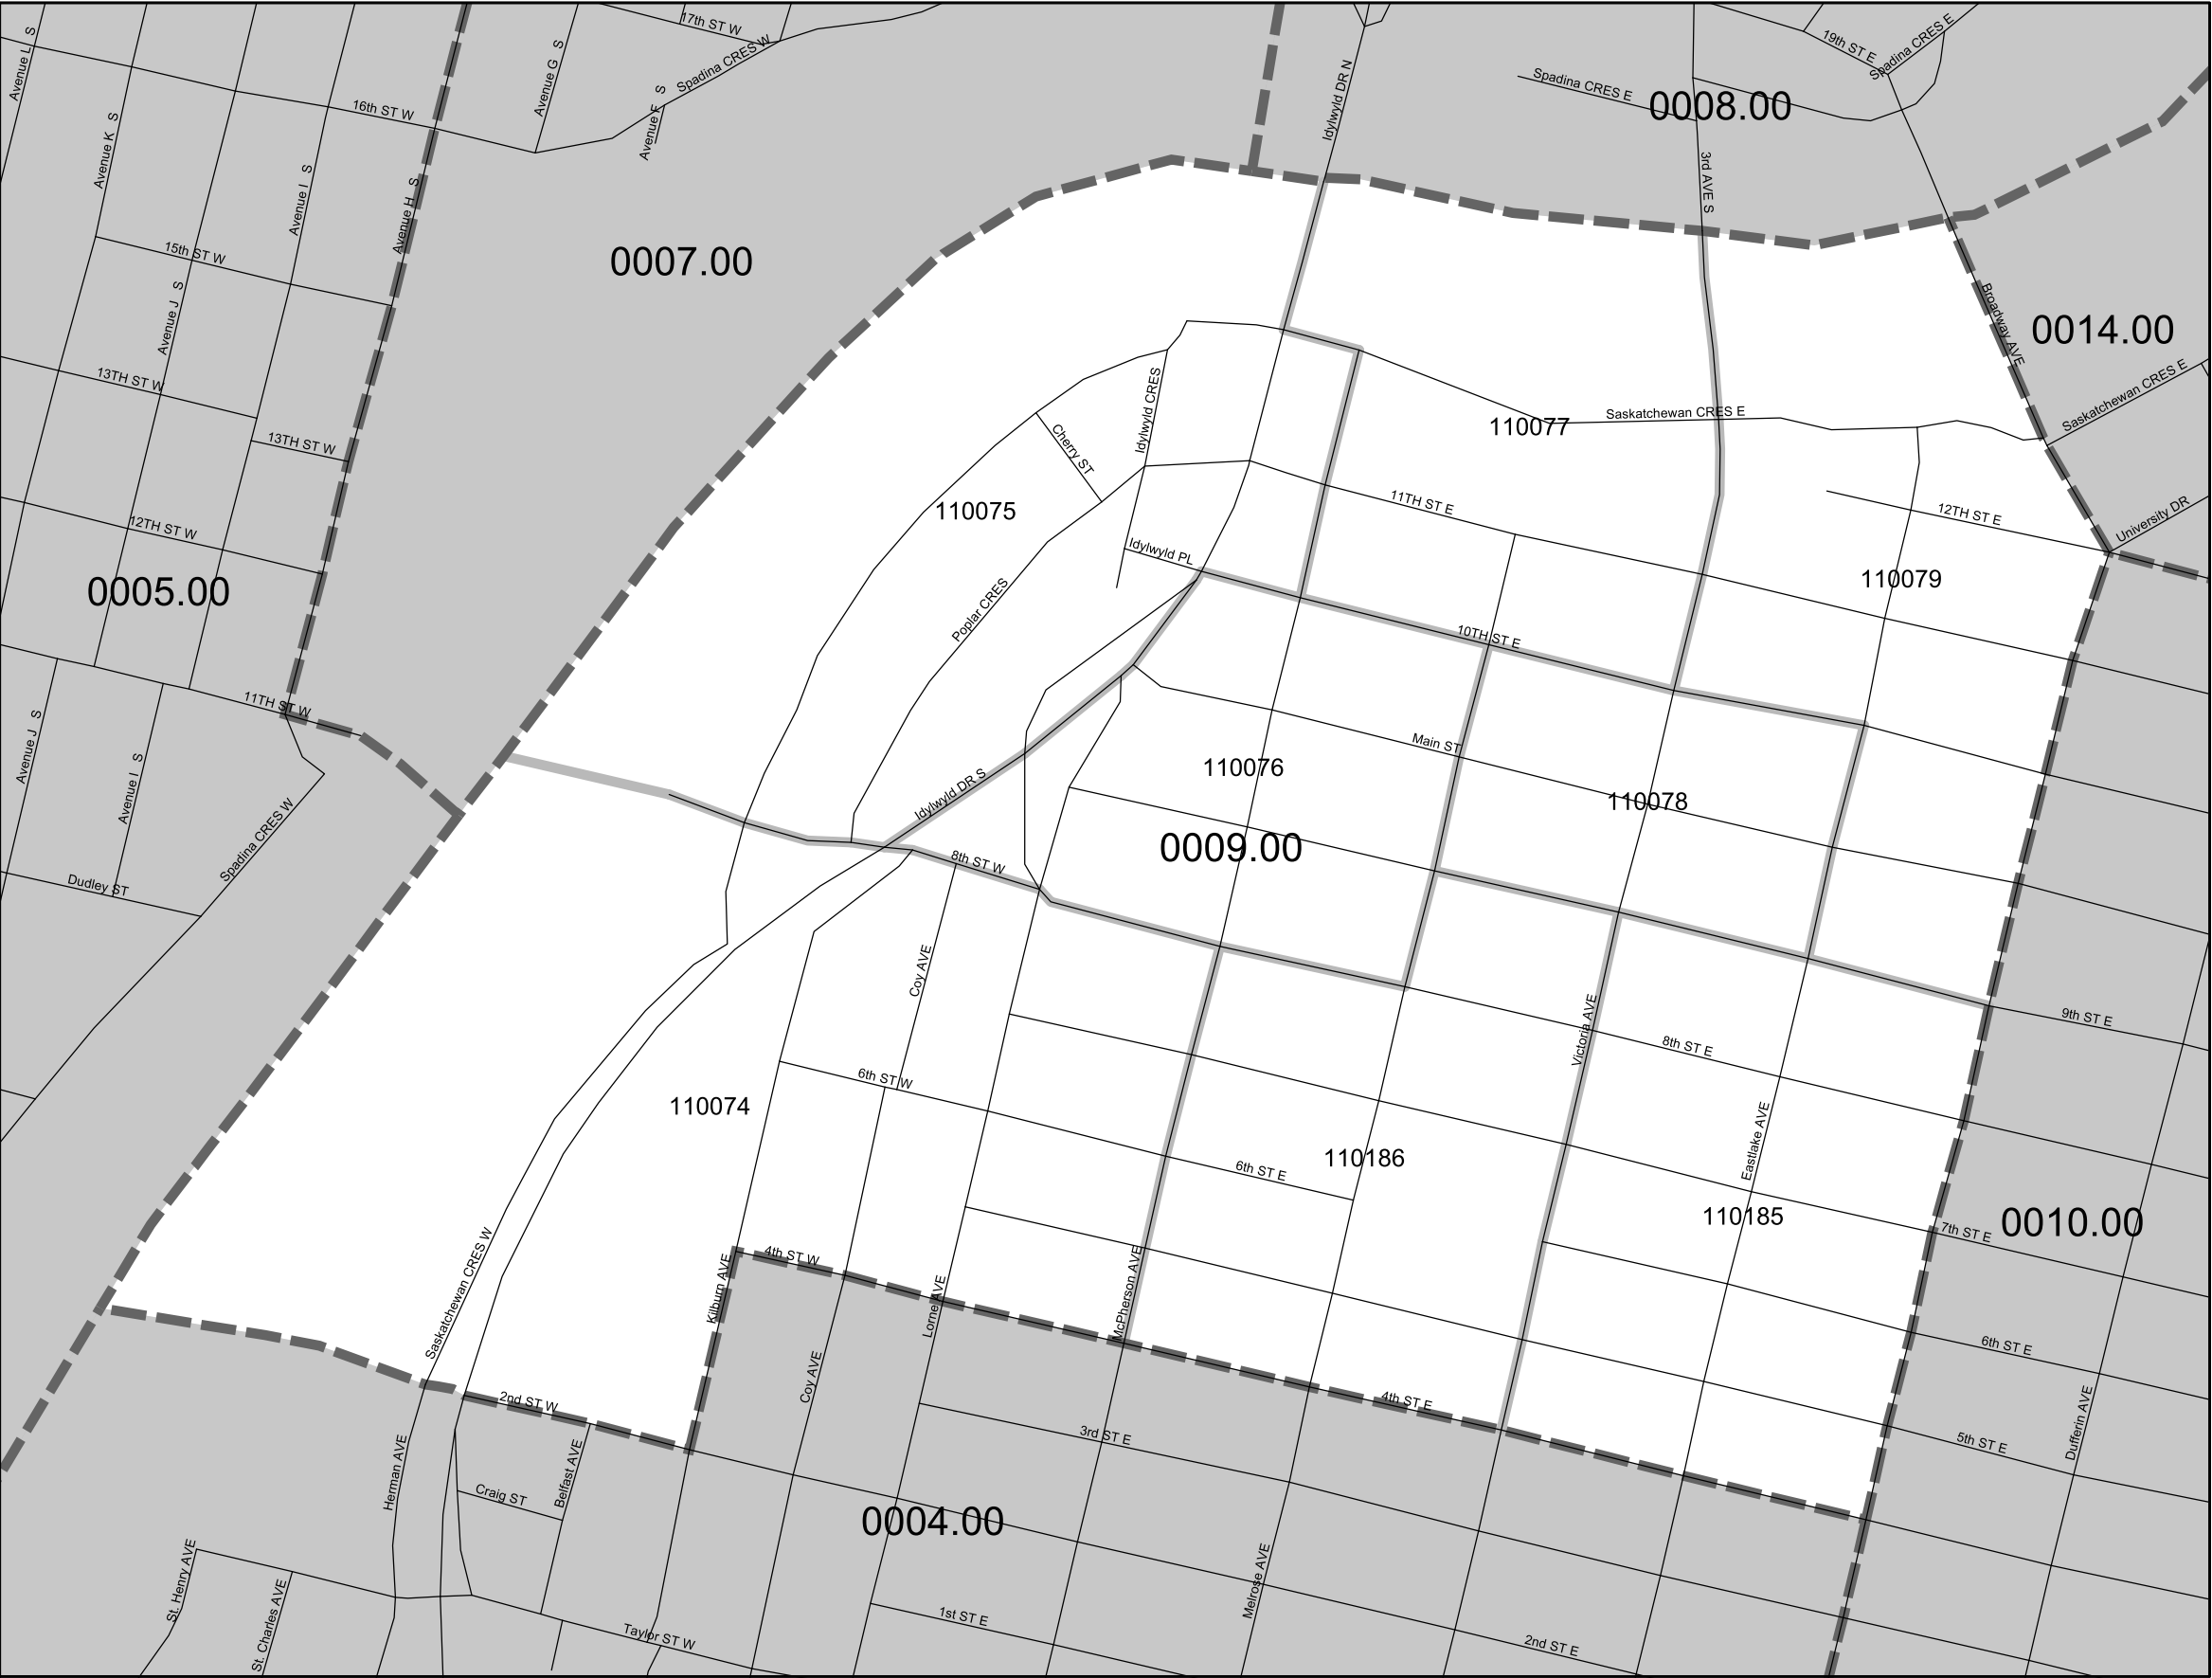 17th ST W
Avenue L S
Avenue G S
Spadina CRES W
Idylwyld DR N
19th ST E
Spadina CRES E
Spadina CRES E
0008.00
16th ST W
Avenue K S
Avenue F S
Avenue I S
Avenue H S
3rd AVE S
15th ST W
0007.00
Avenue J S
Broadway AVE
0014.00
13TH ST W
Idylwyld CRES
Saskatchewan CRES E
Saskatchewan CRES E
110077
13TH ST W
Cherry ST
11TH ST E
110075
12TH ST E
University DR
12TH ST W
Idylwyld PL
0005.00
110079
Poplar CRES
10TH ST E
11TH ST W
Avenue J S
Main ST
110076
Avenue I S
Idylwyld DR S
110078
Spadina CRES W
0009.00
8th ST W
Dudley ST
Coy AVE
Victoria AVE
9th ST E
8th ST E
6th ST W
110074
Eastlake AVE
110186
6th ST E
110185
0010.00
7th ST E
4th ST W
Saskatchewan CRES W
Kilburn AVE
Lorne AVE
McPherson AVE
6th ST E
Coy AVE
2nd ST W
4th ST E
Dufferin AVE
3rd ST E
5th ST E
Herman AVE
Belfast AVE
Craig ST
0004.00
St. Henry AVE
Melrose AVE
St. Charles AVE
1st ST E
Taylor ST W
2nd ST E